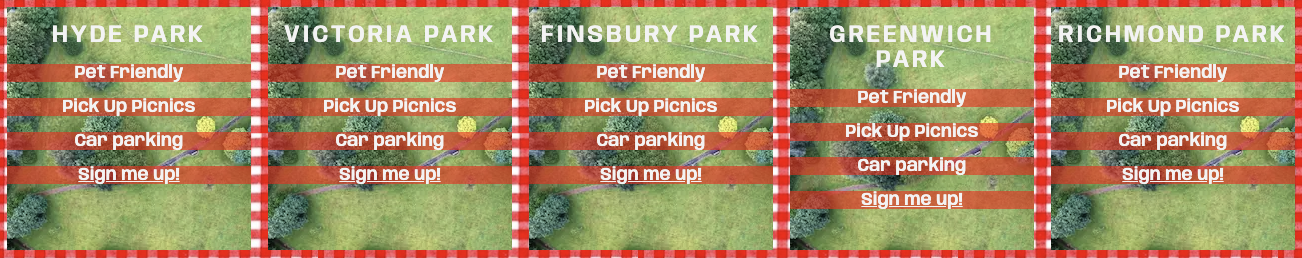 HYDE PARK
Pet Friendly
Pick Up Picnics
Car parking
Sign me up!
VICTORIA PARK
Pet Friendly
Pick Up Picnics
Car parking
Sign me up!
FINSBURY PARK
Pet Friendly
Pick Up Picnics
Car parking
Sign me up!
GREENWICH
PARK
Pet Friendly
Pick Up Picnics
Car parking
Sign me up!
RICHMOND PARK
Pet Friendly
Pick Up Picnics
Car parking
Sign me up!